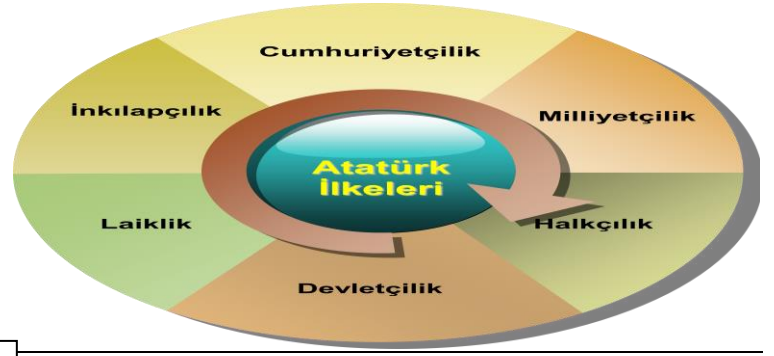 Cumhuriyetçilik
İnkılapçılık
Milliyetçilik
Atatürk
İlkeleri
Laiklik
Halkçılık
Devletçilik